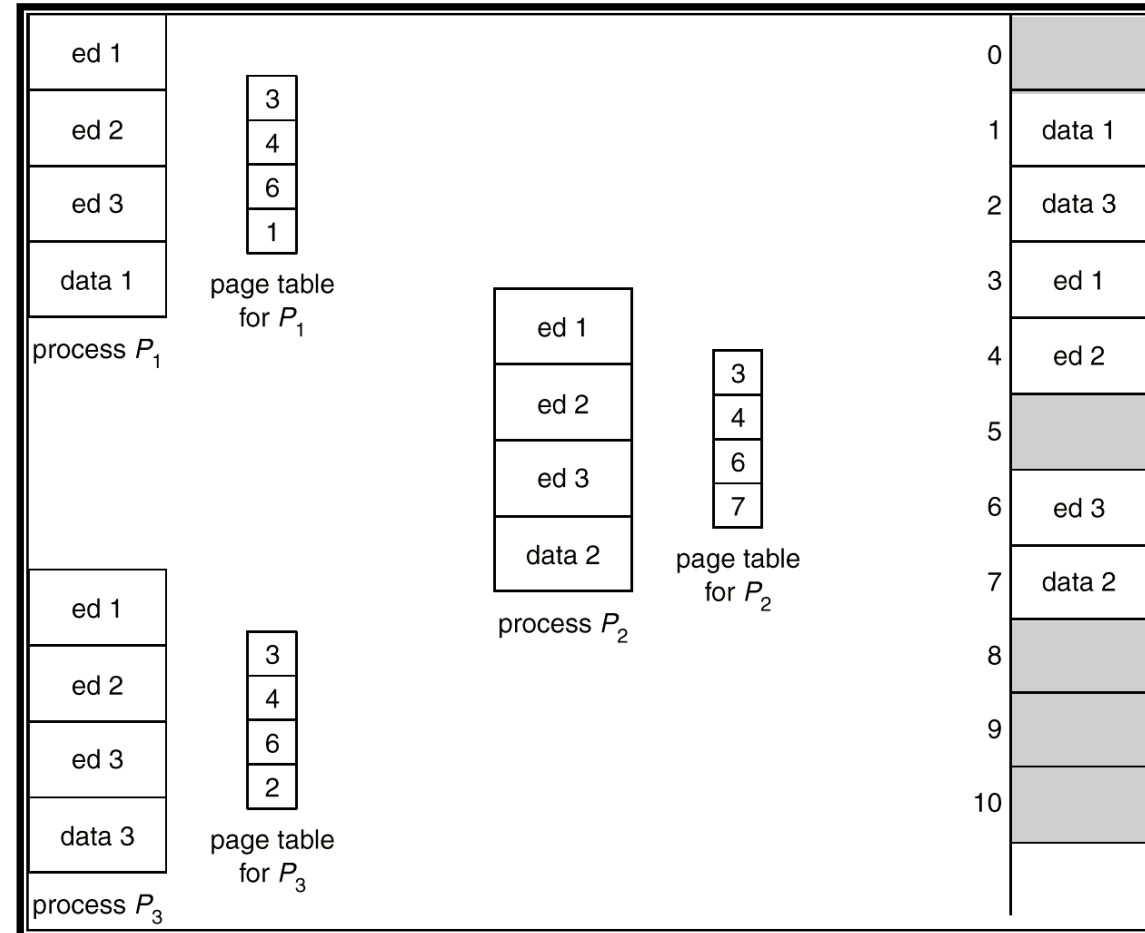 ed 1
ed 2
ed 3
data 1
process P1
3
4
6
1
page table
for P1
ed 1
ed 2
ed 3
data 2
process P2
3
4
6
7
page table
for P2
ed 1
ed 2
ed 3
data 3
process P3
3
4
6
2
page table
for P3
0
1 data 1
2 data 3
3 ed 1
4 ed 2
5
6 ed 3
7 data 2
8
9
10